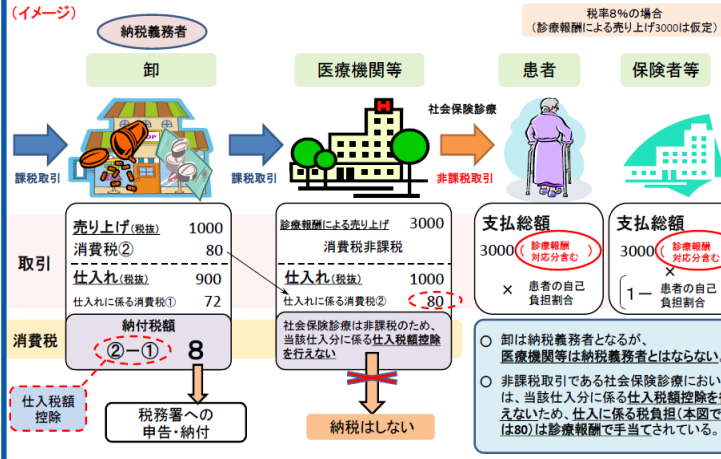 (イメージ)
納税義務者
税率8%の場合
(診療報酬による売り上げ3000は仮定)
卸
医療機関等
患者
保険者等
社会保険診療
課税取引
課税取引
非課税取引
取引
売り上げ(税抜) 1000
消費税② 80
仕入れ(税抜) 900
仕入れに係る消費税① 72
診療報酬による売り上げ 3000
消費税非課税
仕入れ(税抜) 1000
仕入れに係る消費税② 80
支払総額
3000(診療報酬
対応分含む)
× 患者の自己
負担割合
支払総額
3000(診療報酬
対応分含む)
×
1- 患者の自己
負担割合
消費税
納付税額
②-① 8
社会保険診療は非課税のため、
当該仕入分に係る仕入税額控除
を行えない
仕入税額
控除
税務署への
申告・納付
納税はしない
○ 卸は納税義務者となるが、
医療機関等は納税義務者とはならない。
○ 非課税取引である社会保険診療におい
は、当該仕入分に係る仕入税額控除を行
えないため、仕入に係る税負担(本図で
は80)は診療報酬で手当てされている。